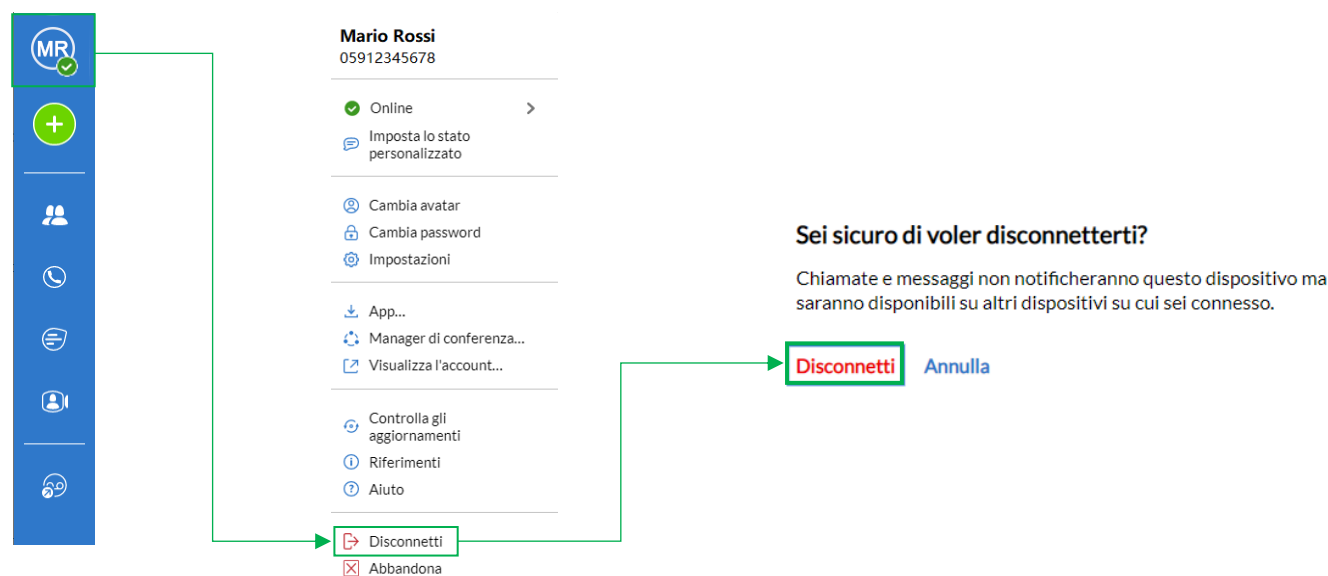 MR
Mario Rossi
05912345678
Online
Imposta lo stato
personalizzato
Cambia avatar
Cambia password
Impostazioni
App...
Manager di conferenza...
Visualizza l'account...
Controlla gli
aggiornamenti
Riferimenti
Aiuto
Disconnetti
Abbandona
Sei sicuro di voler disconnetterti?
Chiamate e messaggi non notificheranno questo dispositivo ma
saranno disponibili su altri dispositivi su cui sei connesso.
Disconnetti Annulla